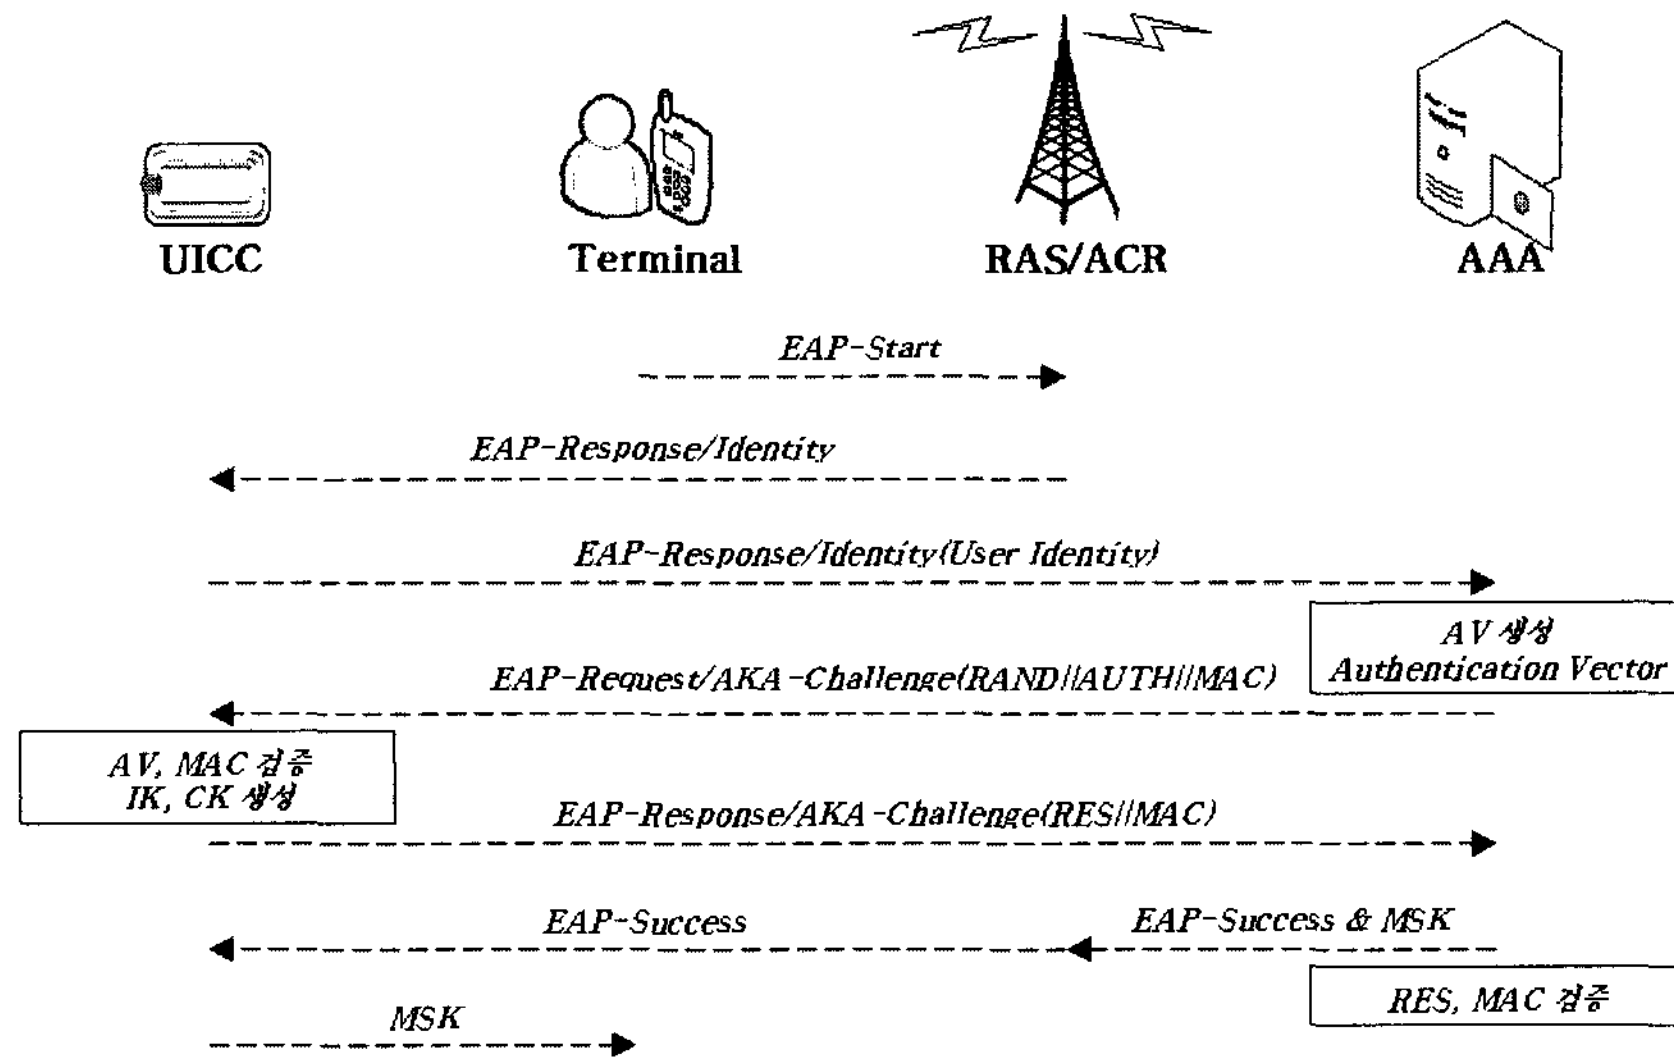 UICC
Terminal
RAS/ACR
AAA
EAP-Start
EAP-Response/Identity
EAP-Response/Identity(User Identity)
AV 생성
Authentication Vector
EAP-Request/AKA-Challenge(RAND//AUTH//MAC)
AV, MAC 검증
IK, CK 생성
EAP-Response/AKA-Challenge(RES//MAC)
EAP-Success
EAP-Success & MSK
RES, MAC 검증
MSK